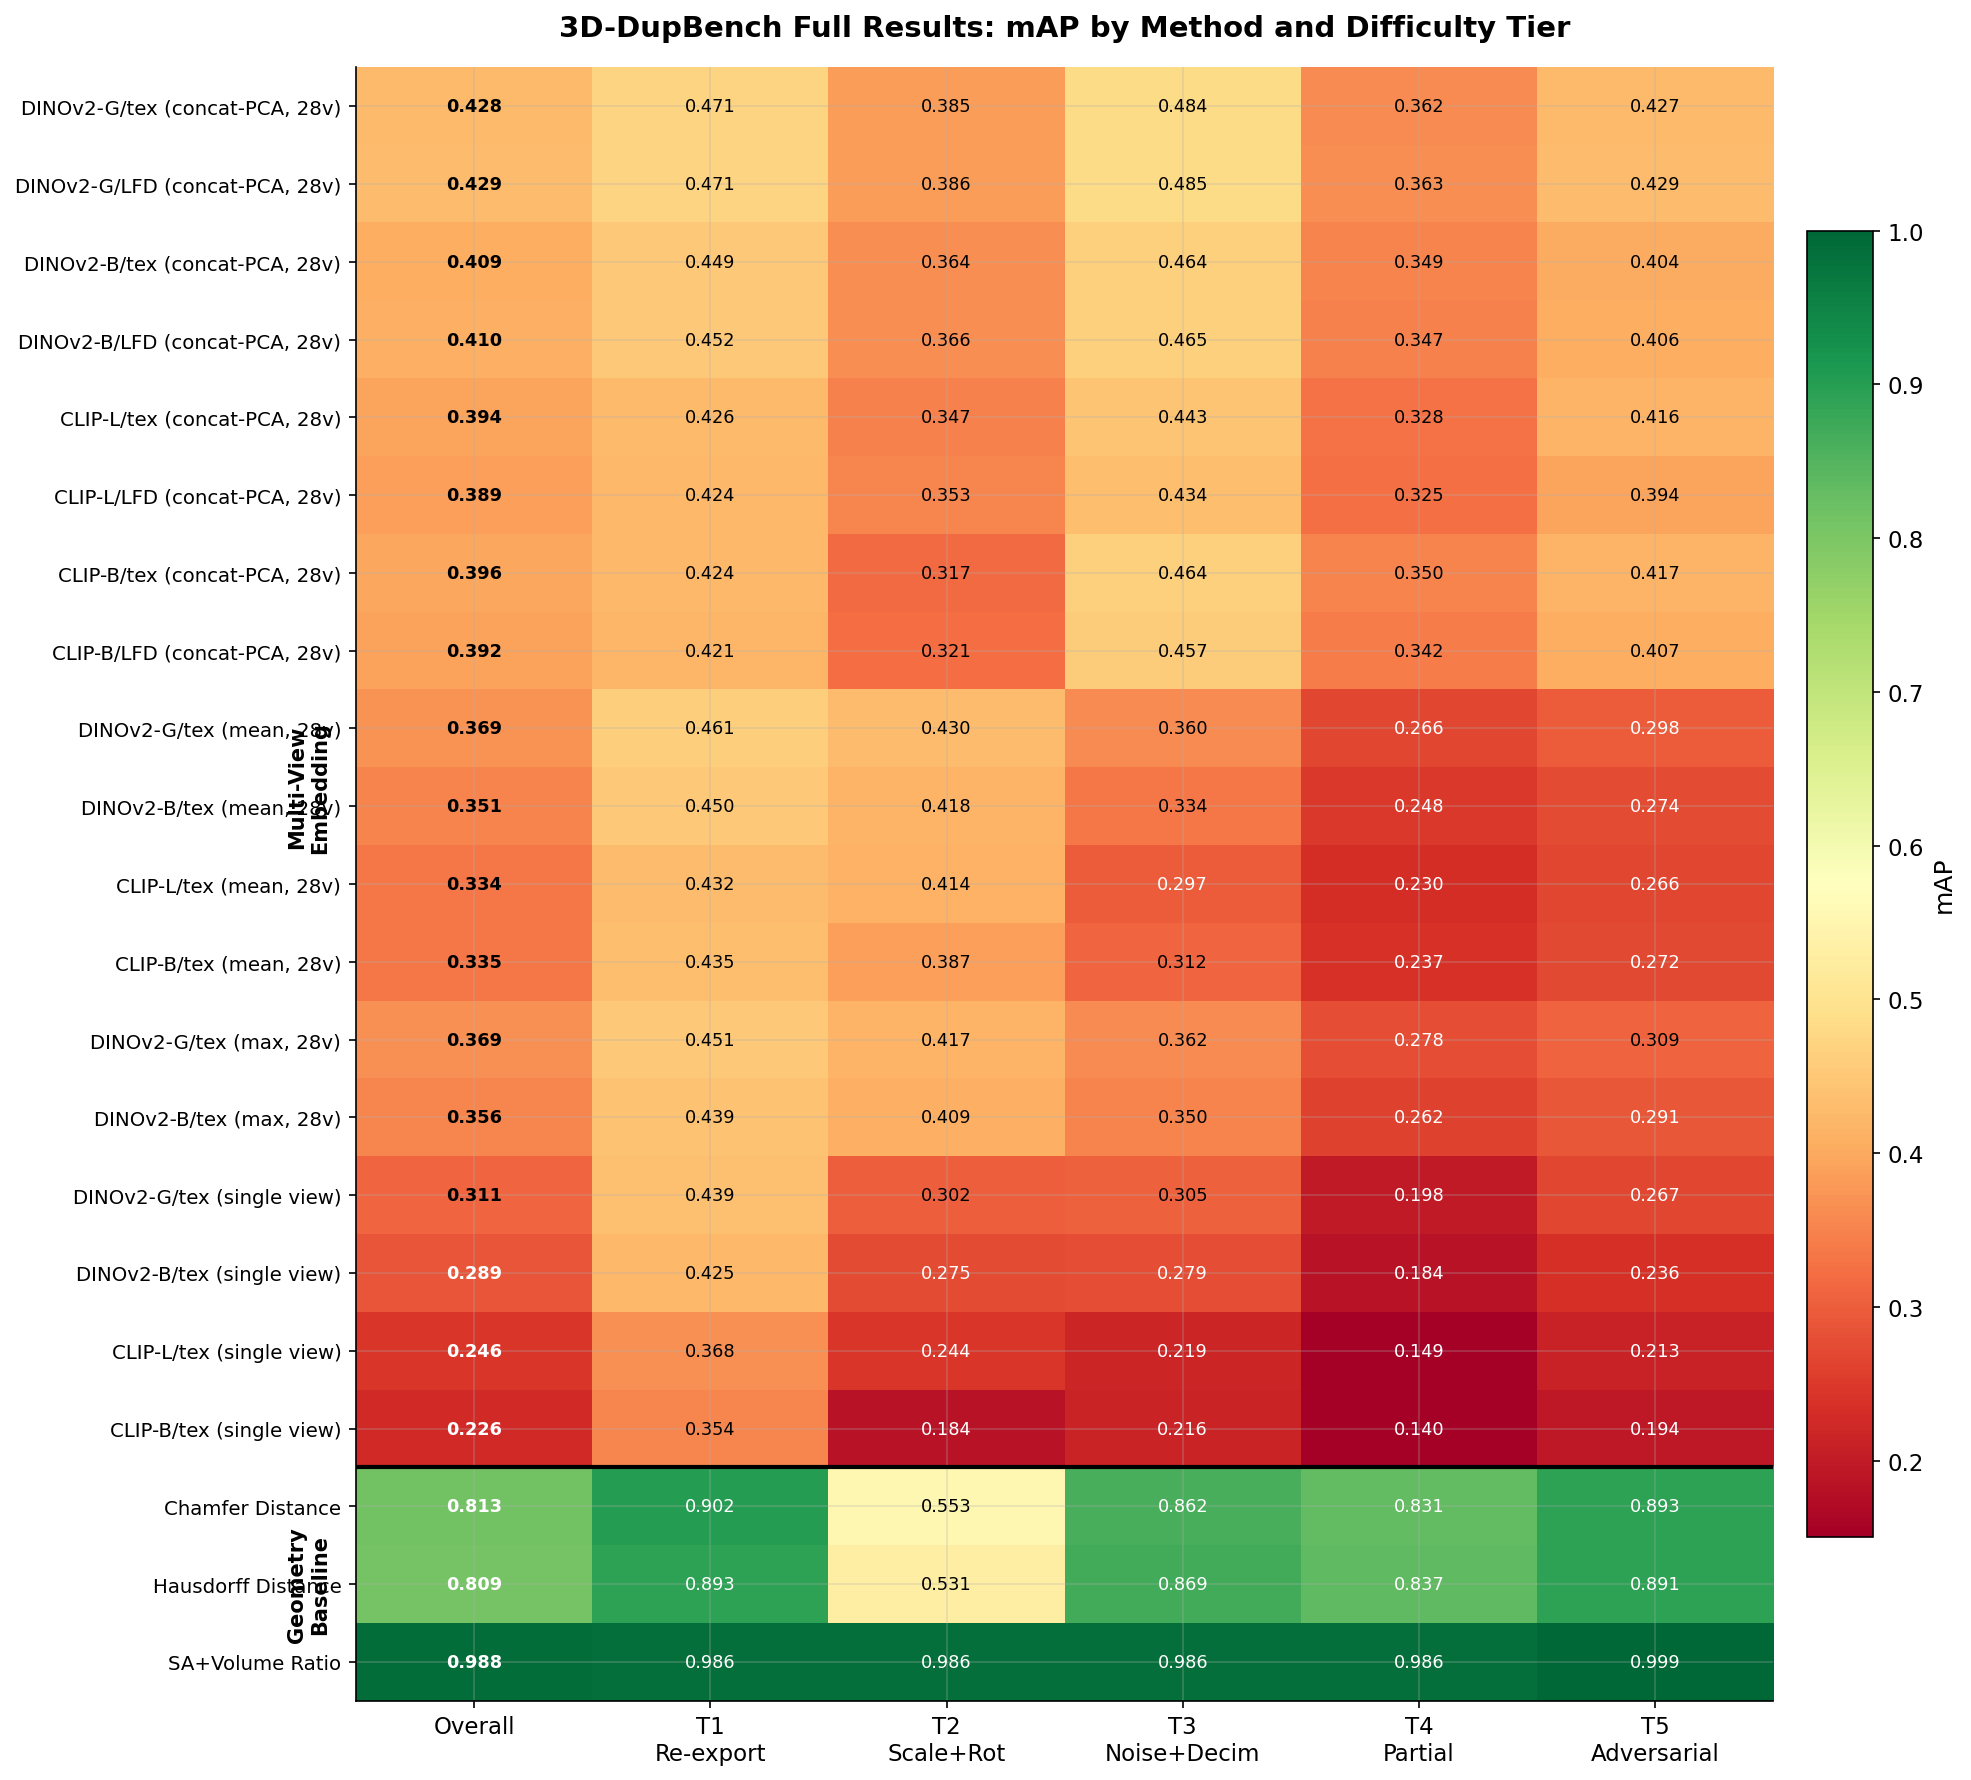 3D-DupBench Full Results: mAP by Method and Difficulty Tier
DINOv2-G/tex (concat-PCA, 28v) 0.428 0.471 0.385 0.484 0.362 0.427
DINOv2-G/LFD (concat-PCA, 28v) 0.429 0.471 0.386 0.485 0.363 0.429
DINOv2-B/tex (concat-PCA, 28v) 0.409 0.449 0.364 0.464 0.349 0.404
DINOv2-B/LFD (concat-PCA, 28v) 0.410 0.452 0.366 0.465 0.347 0.406
CLIP-L/tex (concat-PCA, 28v) 0.394 0.426 0.347 0.443 0.328 0.416
CLIP-L/LFD (concat-PCA, 28v) 0.389 0.424 0.353 0.434 0.325 0.394
CLIP-B/tex (concat-PCA, 28v) 0.396 0.424 0.317 0.464 0.350 0.417
CLIP-B/LFD (concat-PCA, 28v) 0.392 0.421 0.321 0.457 0.342 0.407
DINOv2-G/tex (mean, 28v) 0.369 0.461 0.430 0.360 0.266 0.298
DINOv2-B/tex (mean, 28v) 0.351 0.450 0.418 0.334 0.248 0.274
CLIP-L/tex (mean, 28v) 0.334 0.432 0.414 0.297 0.230 0.266
CLIP-B/tex (mean, 28v) 0.335 0.435 0.387 0.312 0.237 0.272
DINOv2-G/tex (max, 28v) 0.369 0.451 0.417 0.362 0.278 0.309
DINOv2-B/tex (max, 28v) 0.356 0.439 0.409 0.350 0.262 0.291
DINOv2-G/tex (single view) 0.311 0.439 0.302 0.305 0.198 0.267
DINOv2-B/tex (single view) 0.289 0.425 0.275 0.279 0.184 0.236
CLIP-L/tex (single view) 0.246 0.368 0.244 0.219 0.149 0.213
CLIP-B/tex (single view) 0.226 0.354 0.184 0.216 0.140 0.194
Chamfer Distance 0.813 0.902 0.553 0.862 0.831 0.893
Hausdorff Distance 0.809 0.893 0.531 0.869 0.837 0.891
SA+Volume Ratio 0.988 0.986 0.986 0.986 0.986 0.999
Multi-View
Embedding
Geometry
Baseline
Overall T1 T2 T3 T4 T5
Re-export Scale+Rot Noise+Decim Partial Adversarial
1.0
0.9
0.8
0.7
0.6
0.5
0.4
0.3
0.2
mAP